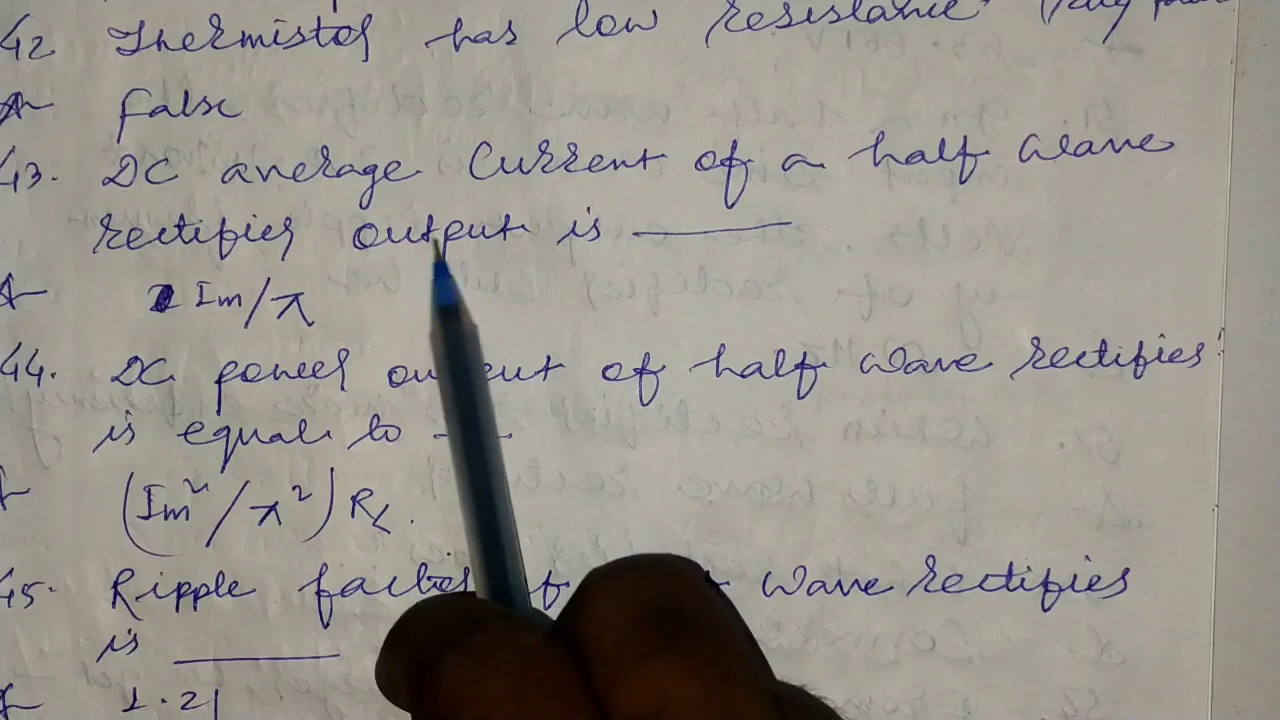 42 Thermistor has low resistance
A- False
43. DC average Current of a half wave
rectifier output is ———
A- Im/π
44. DC power output of half wave rectifier
is equal to ——
A- (Im²/π²) RL.
45. Ripple factor of wave rectifier
is ———
A- 1.21